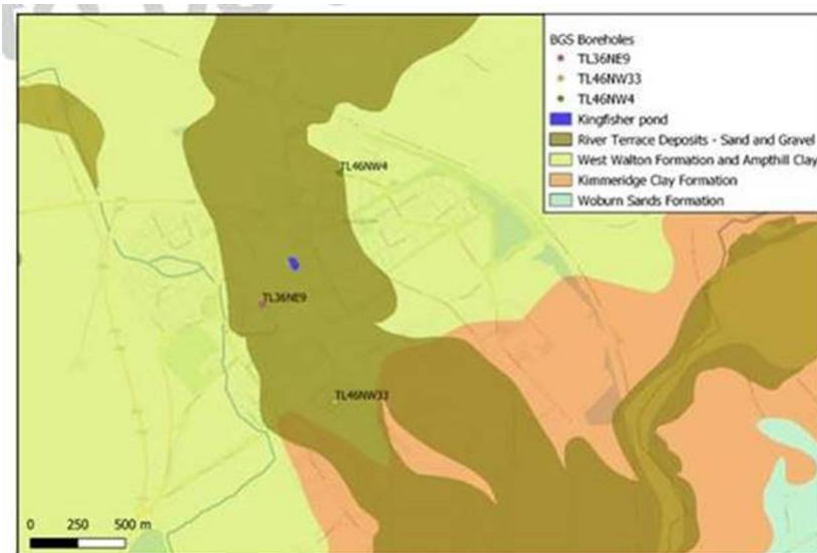 BGS Boreholes
TL36NE9
TL46NW33
TL46NW4
Kingfisher pond
River Terrace Deposits - Sand and Gravel
West Walton Formation and Ampthill Clay
Kimmeridge Clay Formation
Woburn Sands Formation
TL46NW4
TL36NE9
TL46NW33
0 250 500 m